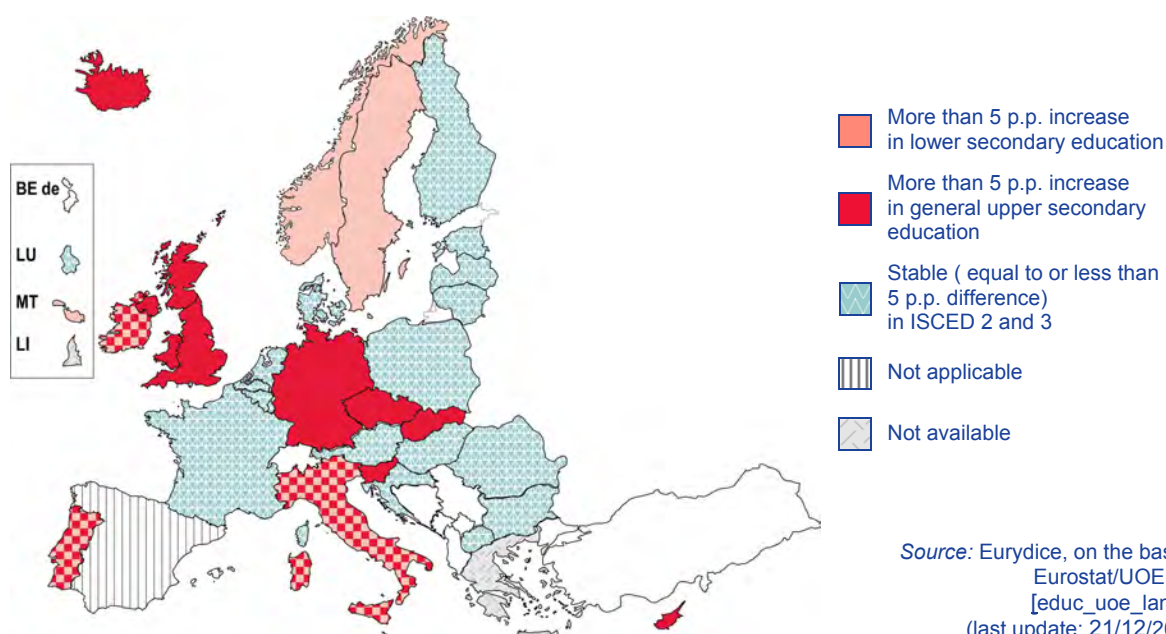 BE de
LU
MT
LI
More than 5 p.p. increase
in lower secondary education
More than 5 p.p. increase
in general upper secondary
education
Stable ( equal to or less than
5 p.p. difference)
in ISCED 2 and 3
Not applicable
Not available
Source: Eurydice, on the
Eurostat/UOE
(last update: